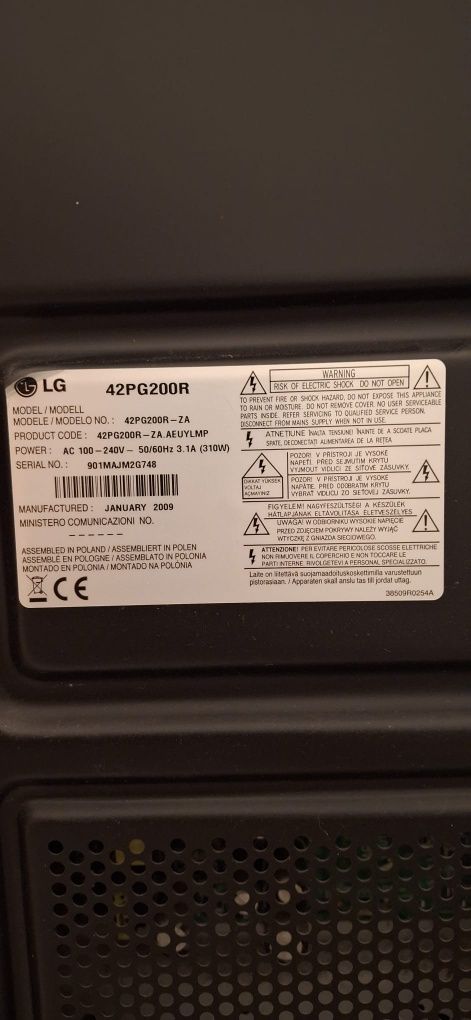 LG 42PG200R
MODEL / MODELL
MODELE / MODELO NO. : 42PG200R-ZA
PRODUCT CODE : 42PG200R-ZA.AEUYLMP
POWER : AC 100-240V~ 50/60Hz 3.1A (310W)
SERIAL NO. : 901MAJM2G748
MANUFACTURED : JANUARY 2009
MINISTERO COMUNICAZIONI NO.
------
ASSEMBLED IN POLAND / ASSEMBLIERT IN POLEN
ASSEMBLÉ EN POLOGNE / ASSEMBLATO IN POLONIA
MONTADO EN POLONIA / MONTADO NA POLÓNIA
CE
WARNING
RISK OF ELECTRIC SHOCK DO NOT OPEN
TO PREVENT FIRE OR SHOCK HAZARD, DO NOT EXPOSE THIS APPLIANCE
TO RAIN OR MOISTURE. DO NOT REMOVE COVER. NO USER SERVICEABLE
PARTS INSIDE. REFER SERVICING TO QUALIFIED SERVICE PERSON.
DISCONNECT FROM MAINS SUPPLY WHEN NOT IN USE.
ATNETIUNE ÎNALTA TENSIUNE! ÎNAINTE DE A SCOATE PLACA
SPATE, DECONECTATI ALIMENTAREA DE LA RETEA
DIKKAT YÜKSEK
VOLTAJ
AÇMAYINIZ
POZOR! V PŘÍSTROJI JE VYSOKÉ
NAPĚTÍ. PŘED SEJMUTÍM KRYTU
VYJMOUT VIDLICI ZE SÍŤOVÉ ZÁSUVKY.
POZOR! V PRÍSTROJI JE VYSOKÉ
NAPÄTIE. PRED ODOBRATÍM KRYTU
VYBRAT VIDLICU ZO SIEŤOVEJ ZÁSUVKY.
FIGYELEM! NAGYFESZÜLTSÉG! A KÉSZÜLÉK
HÁTLAPJÁNAK ELTÁVOLÍTÁSA ÉLETVESZÉLYES.
UWAGA! W ODBIORNIKU WYSOKIE NAPIĘCIE
PRZED ZDJĘCIEM POKRYWY NALEŻY WYJĄĆ
WTYCZKĘ Z GNIAZDA SIECIOWEGO.
ATTENZIONE! PER EVITARE PERICOLOSE SCOSSE ELETTRICHE
NON RIMUOVERE IL COPERCHIO E NON TOCCARE LE
PARTI INTERNE. RIVOLGETEVI A PERSONAL SPECIALIZZATO.
Laite on liitettävä suojamaadoituskoskettimilla varustettuun
pistorasiaan. / Apparaten skall anslutas till jordat uttag.
38509R0254A